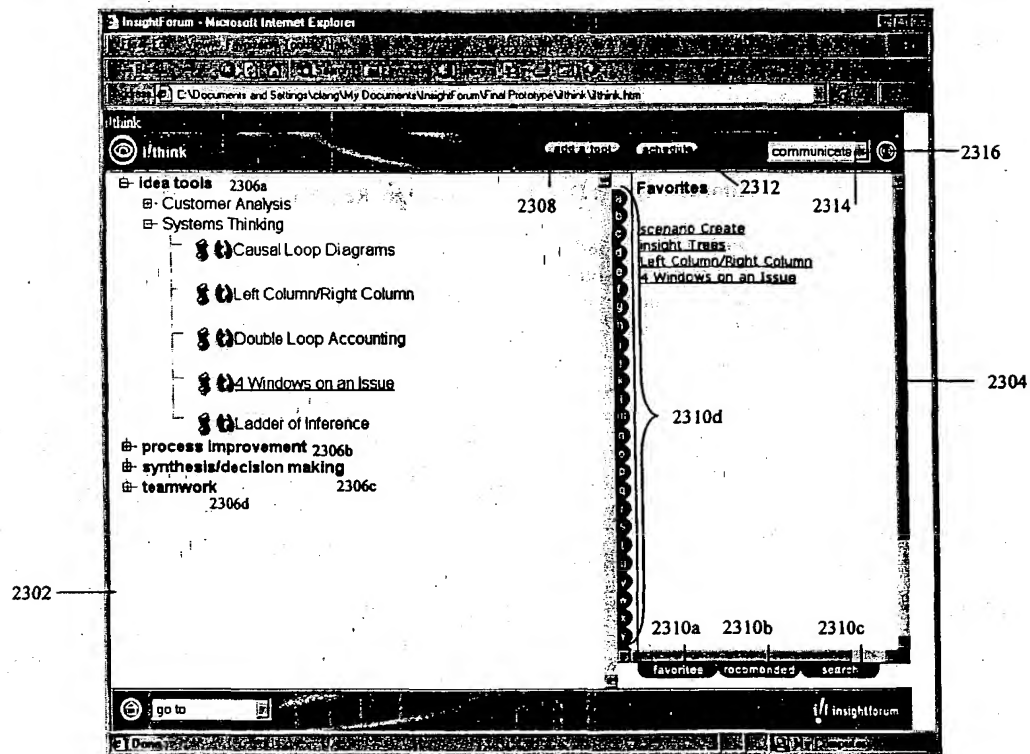 InsightForum - Microsoft Internet Explorer
C:\Documents and Settings\clang\My Documents\InsightForum\Final Prototype\i!think\i!think.htm
i!think
i!think
add a tool
schedule
communicate
2316
idea tools 2306a
2308
Favorites
2312
2314
Customer Analysis
Systems Thinking
Causal Loop Diagrams
Left Column/Right Column
Double Loop Accounting
4 Windows on an Issue
Ladder of Inference
scenario Create
Insight Trees
Left Column/Right Column
4 Windows on an Issue
2304
2310d
process improvement 2306b
synthesis/decision making
2306c
teamwork
2306d
2302
2310a 2310b 2310c
favorites recomonded search
go to
insightforum
Done